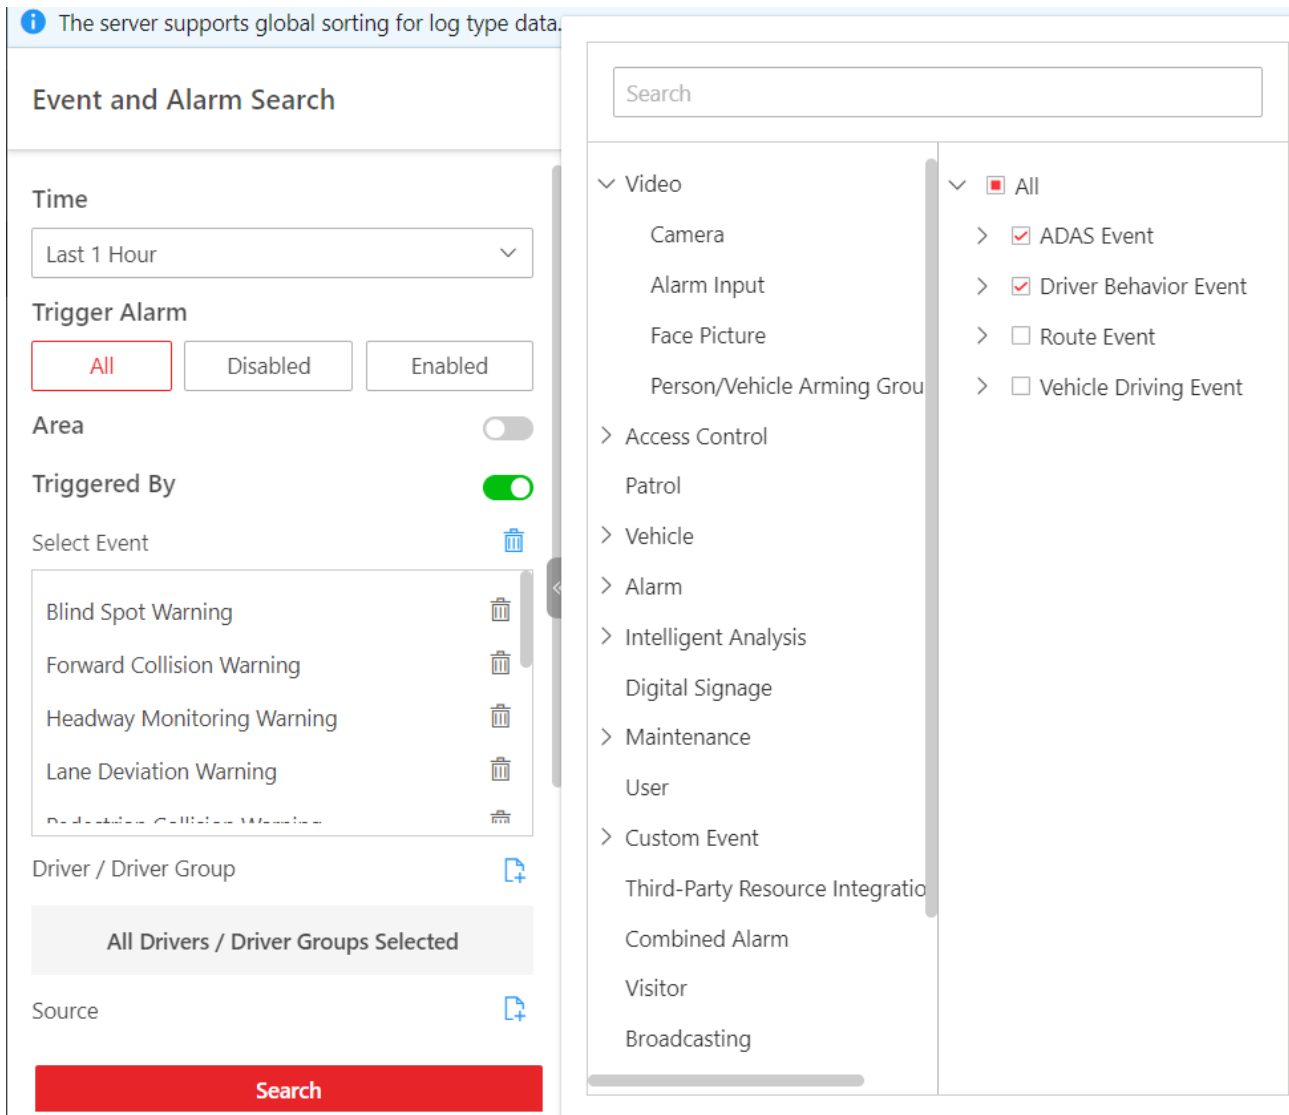 The server supports global sorting for log type data.
Event and Alarm Search
Time
Last 1 Hour
Trigger Alarm
All
Disabled
Enabled
Area
Triggered By
Select Event
Blind Spot Warning
Forward Collision Warning
Headway Monitoring Warning
Lane Deviation Warning
Pedestrian Collision Warning
Driver / Driver Group
All Drivers / Driver Groups Selected
Source
Search
Search
Video
Camera
Alarm Input
Face Picture
Person/Vehicle Arming Grou
Access Control
Patrol
Vehicle
Alarm
Intelligent Analysis
Digital Signage
Maintenance
User
Custom Event
Third-Party Resource Integratio
Combined Alarm
Visitor
Broadcasting
All
ADAS Event
Driver Behavior Event
Route Event
Vehicle Driving Event